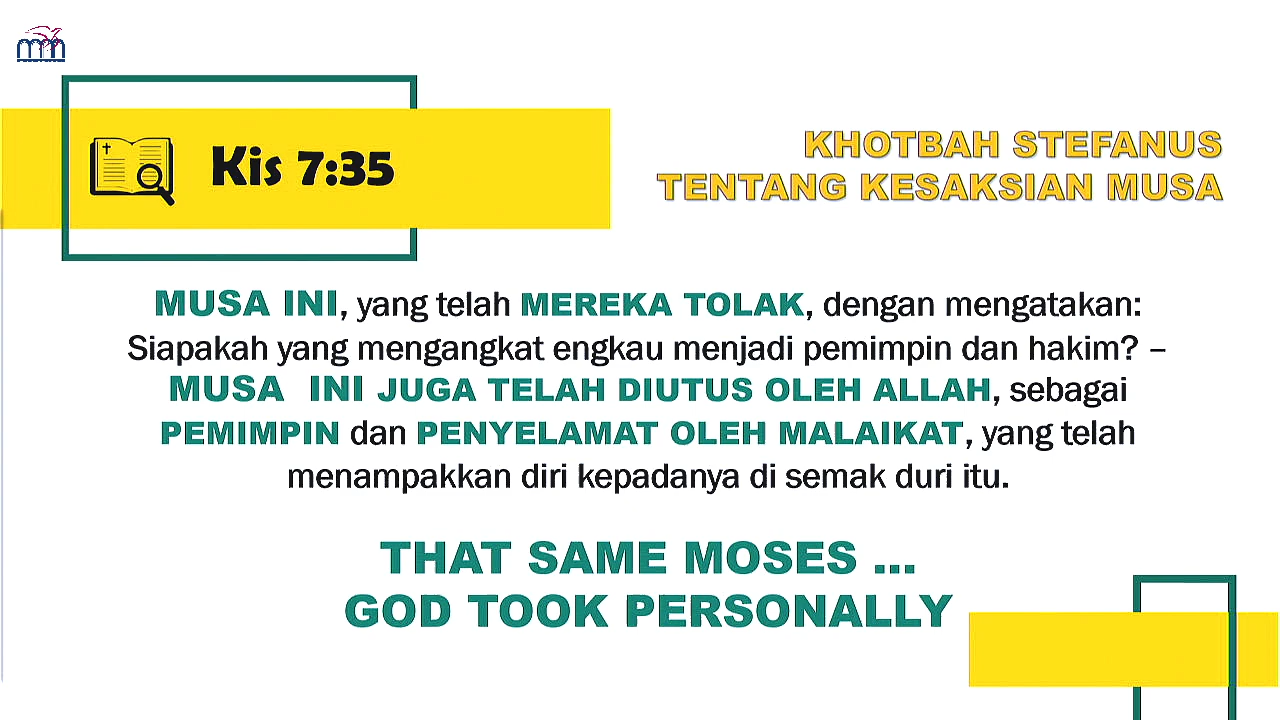 Kis 7:35
KHOTBAH STEFANUS
TENTANG KESAKSIAN MUSA
MUSA INI, yang telah MEREKA TOLAK, dengan mengatakan:
Siapakah yang mengangkat engkau menjadi pemimpin dan hakim? –
MUSA INI JUGA TELAH DIUTUS OLEH ALLAH, sebagai
PEMIMPIN dan PENYELAMAT OLEH MALAIKAT, yang telah
menampakkan diri kepadanya di semak duri itu.
THAT SAME MOSES ...
GOD TOOK PERSONALLY